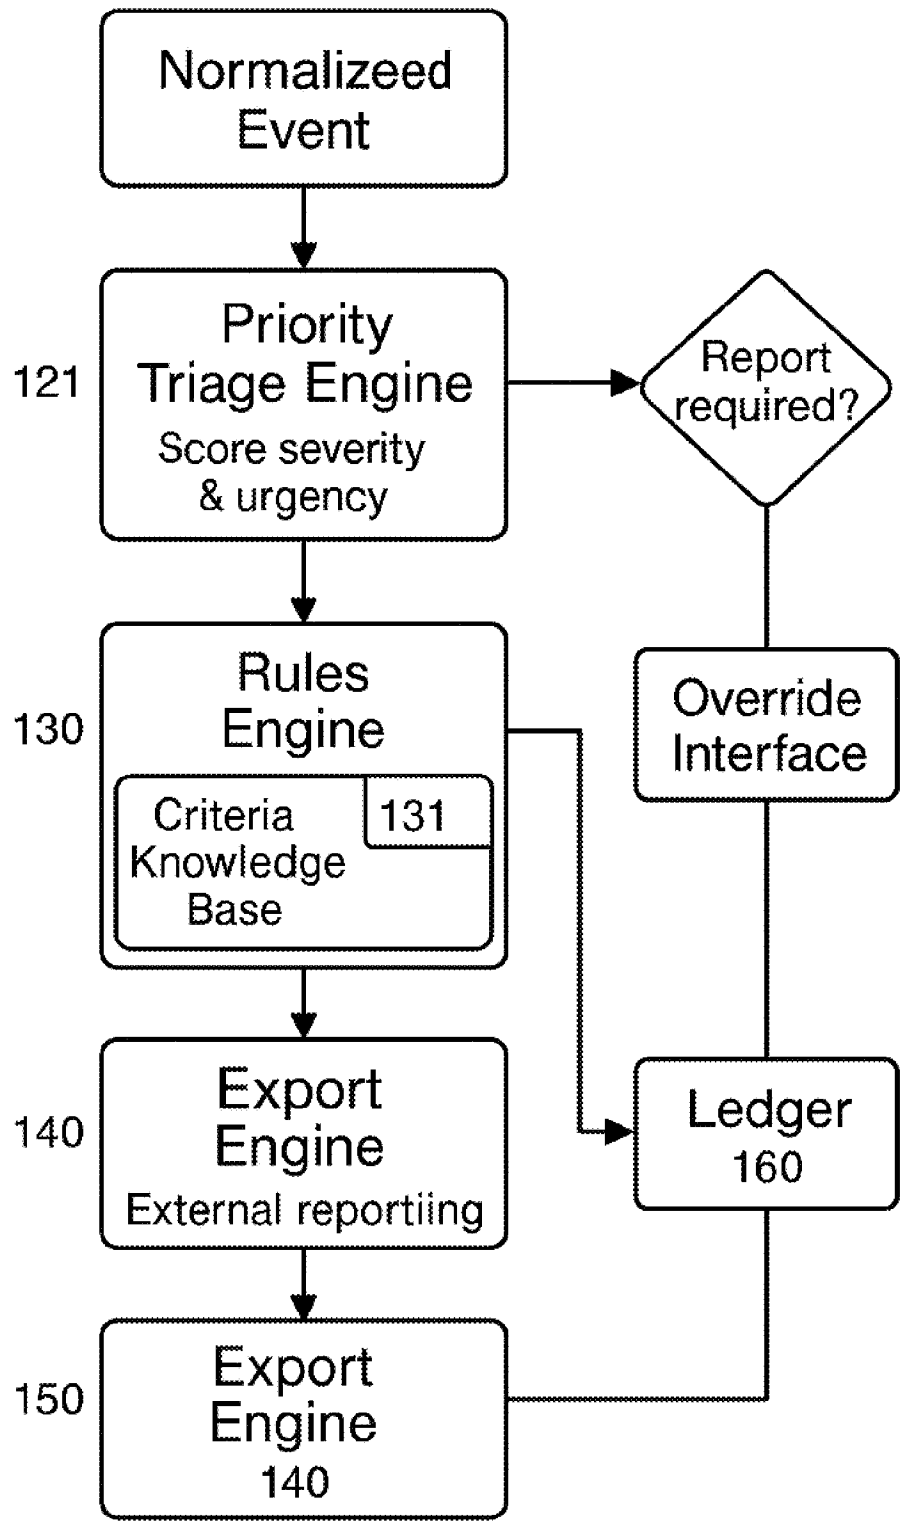 Normalizeed
Event
121
Priority
Triage Engine
Score severity
& urgency
Report
required?
130
Rules
Engine
Criteria
Knowledge
Base
131
Override
Interface
140
Export
Engine
External reportiing
Ledger
160
150
Export
Engine
140